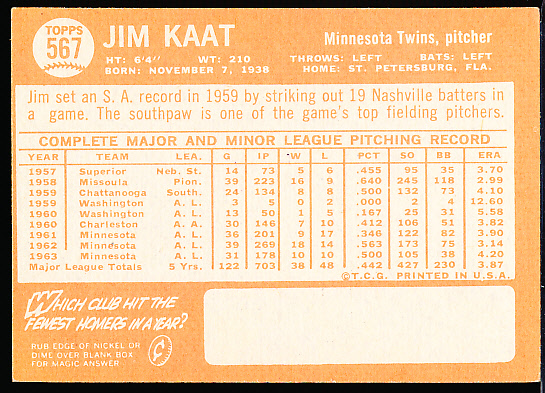 TOPPS
567
JIM KAAT
Minnesota Twins, pitcher
HT: 6'4" WT: 210 THROWS: LEFT BATS: LEFT
BORN: NOVEMBER 7, 1938 HOME: ST. PETERSBURG, FLA.
Jim set an S. A. record in 1959 by striking out 19 Nashville batters in
a game. The southpaw is one of the game's top fielding pitchers.
COMPLETE MAJOR AND MINOR LEAGUE PITCHING RECORD
YEAR TEAM LEA. G IP W L PCT SO BB ERA
1957 Superior Neb. St. 14 73 5 6 .455 95 35 3.70
1958 Missoula Pion. 39 223 16 9 .640 245 118 2.99
1959 Chattanooga South. 24 134 8 8 .500 132 73 4.10
1959 Washington A. L. 3 5 0 2 .000 2 4 12.60
1960 Washington A. L. 13 50 1 5 .167 25 31 5.58
1960 Charleston A. A. 30 146 7 10 .412 106 51 3.82
1961 Minnesota A. L. 36 201 9 17 .346 122 82 3.90
1962 Minnesota A. L. 39 269 18 14 .563 173 75 3.14
1963 Minnesota A. L. 31 178 10 10 .500 105 38 4.20
Major League Totals 5 Yrs. 122 703 38 48 .442 427 230 3.87
©T.C.G. PRINTED IN U.S.A.
WHICH CLUB HIT THE
FEWEST HOMERS IN A YEAR?
RUB EDGE OF NICKEL OR
DIME OVER BLANK BOX
FOR MAGIC ANSWER